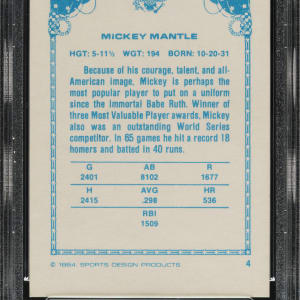 MICKEY MANTLE
HGT: 5-11½ WGT: 194 BORN: 10-20-31
Because of his courage, talent, and all-
American image, Mickey is perhaps the
most popular player to put on a uniform
since the immortal Babe Ruth. Winner of
three Most Valuable Player awards, Mickey
also was an outstanding World Series
competitor. In 65 games he hit a record 18
homers and batted in 40 runs.
G AB R
2401 8102 1677
H AVG HR
2415 .298 536
RBI
1509
© 1984, SPORTS DESIGN PRODUCTS 4